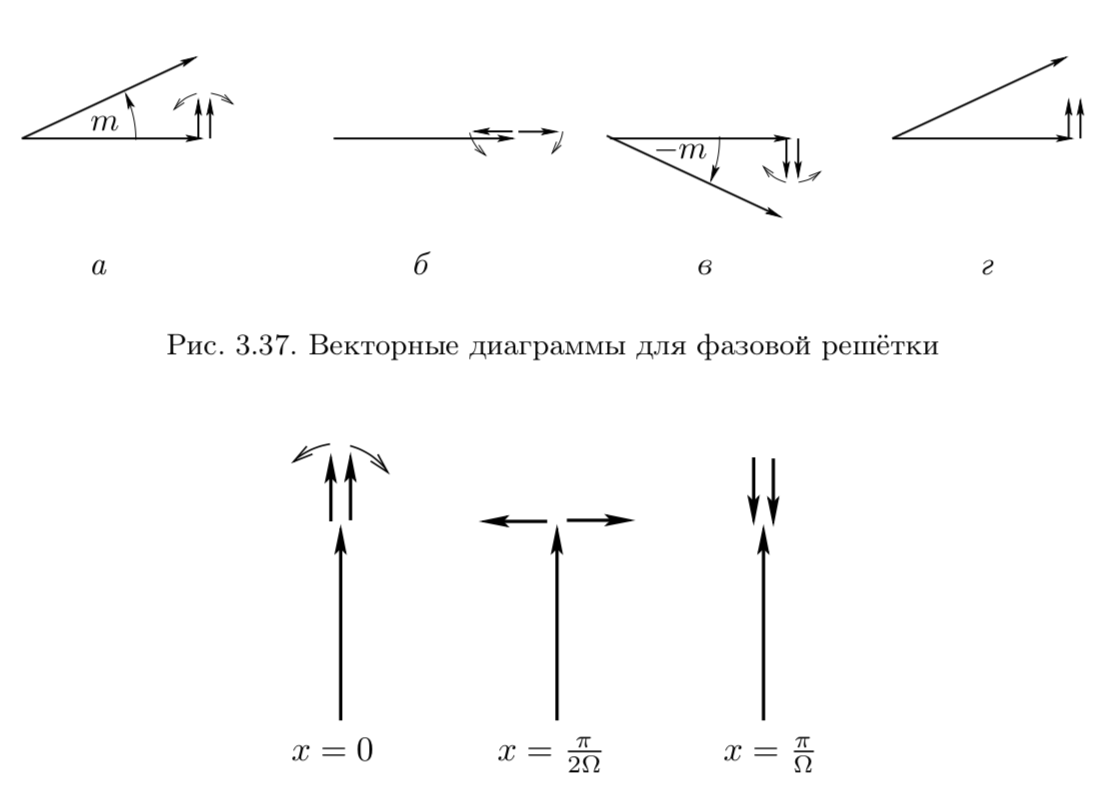 m
−m
а б в г
Рис. 3.37. Векторные диаграммы для фазовой решётки
x = 0 x = π/2Ω x = π/Ω